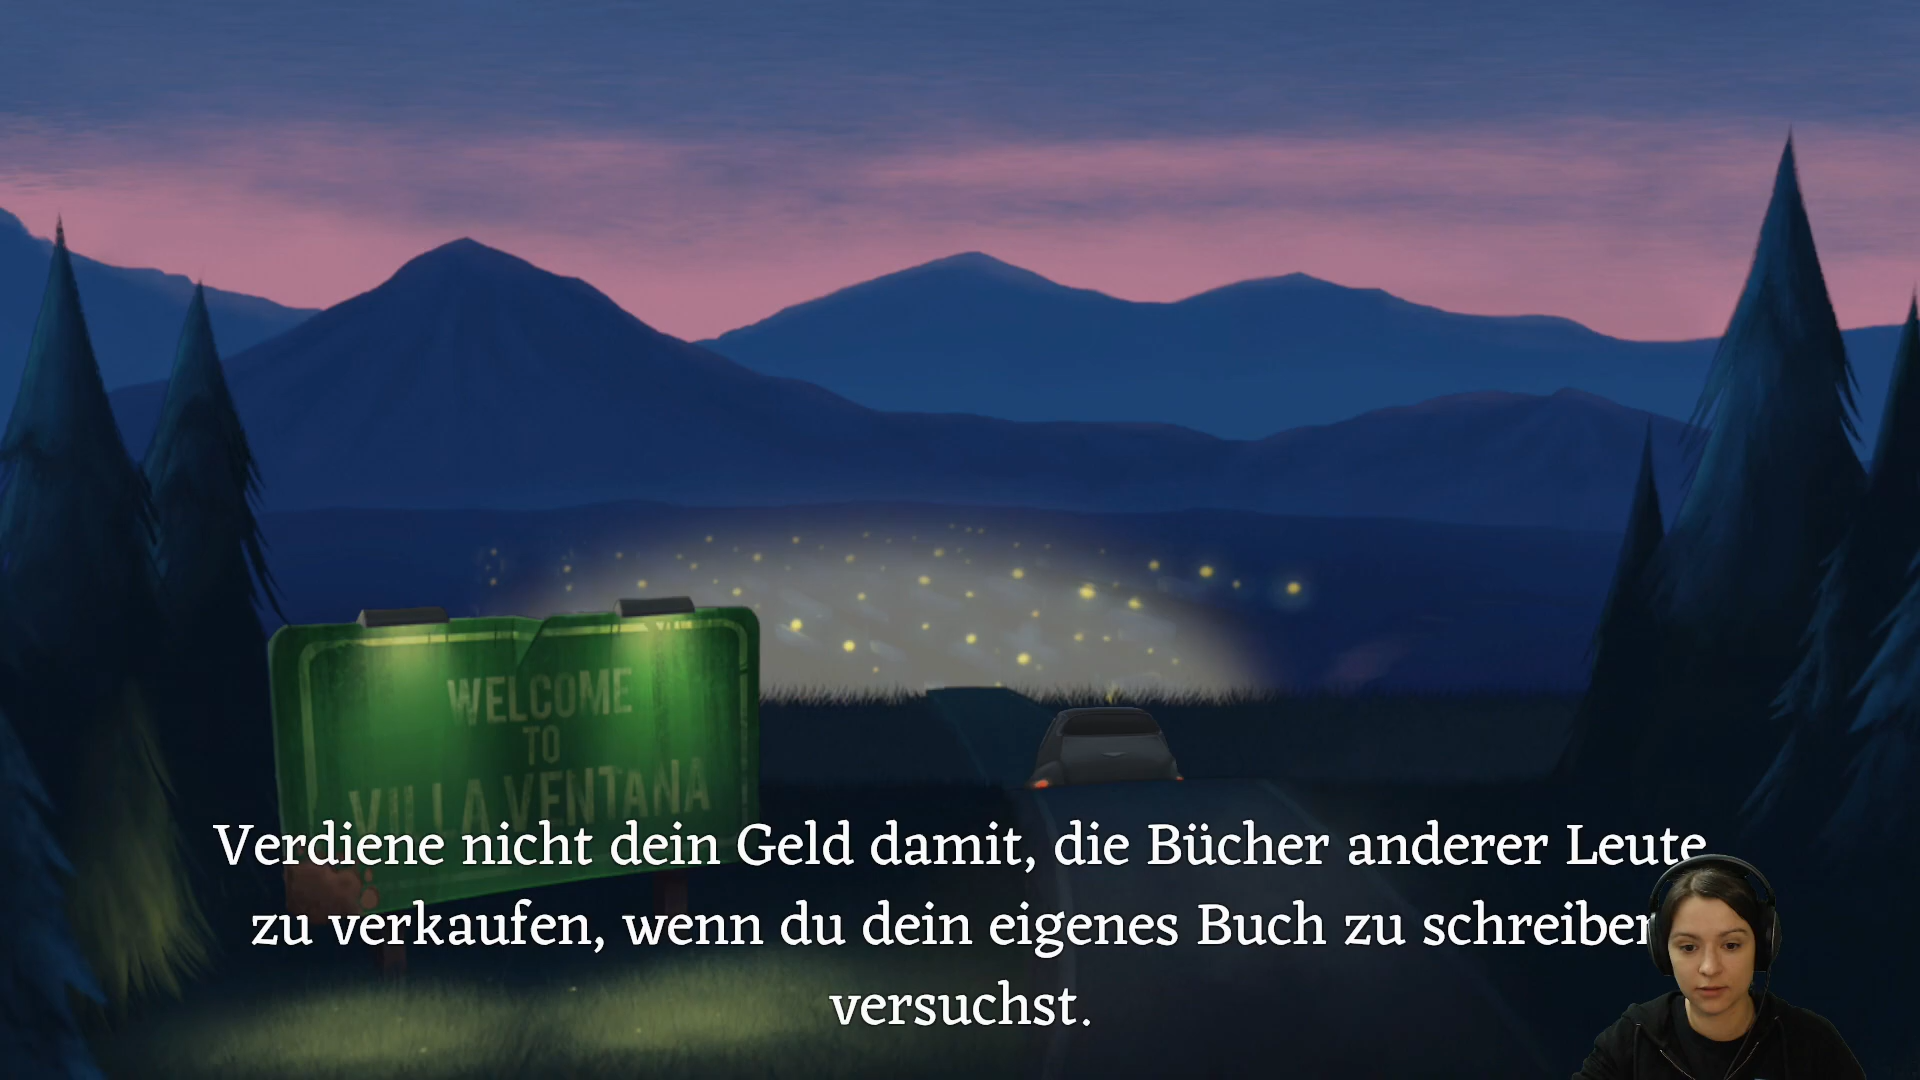 WELCOME
TO
VILLA VENTANA
Verdiene nicht dein Geld damit, die Bücher anderer Leute
zu verkaufen, wenn du dein eigenes Buch zu schreiben
versuchst.